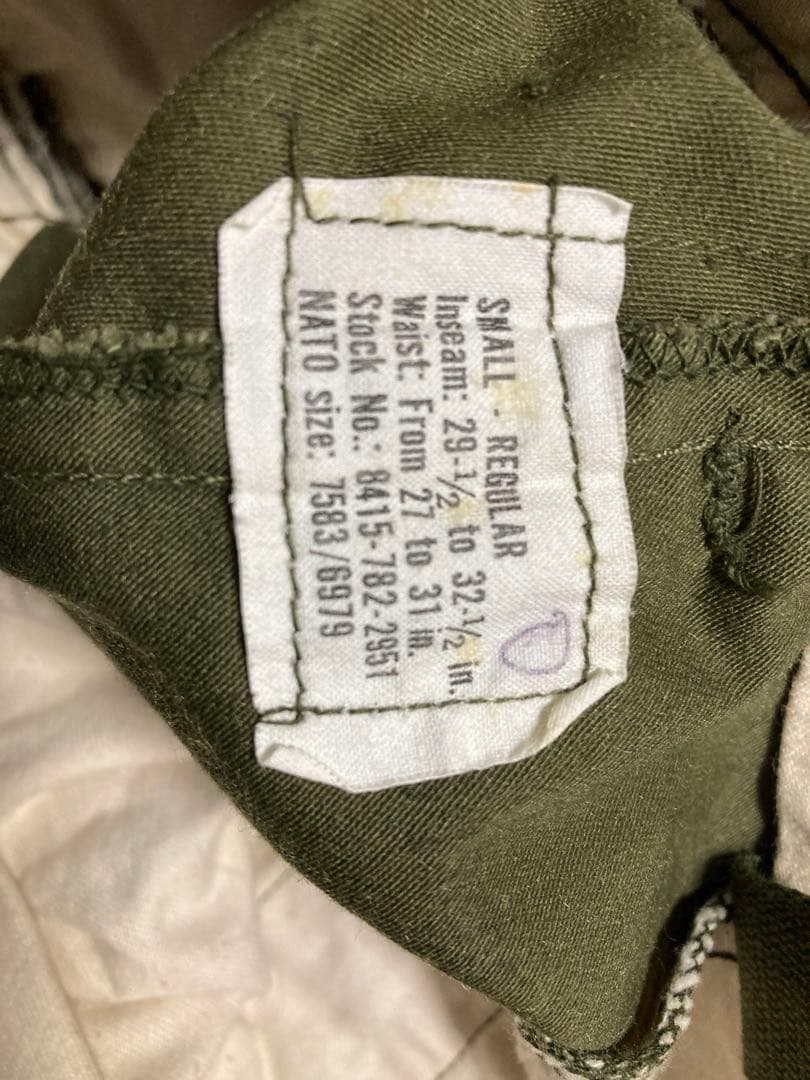 SMALL - REGULAR
Inseam: 29-1/2 to 32-1/2 in.
Waist: From 27 to 31 in.
Stock No.: 8415-782-2951
NATO size: 7583/6979